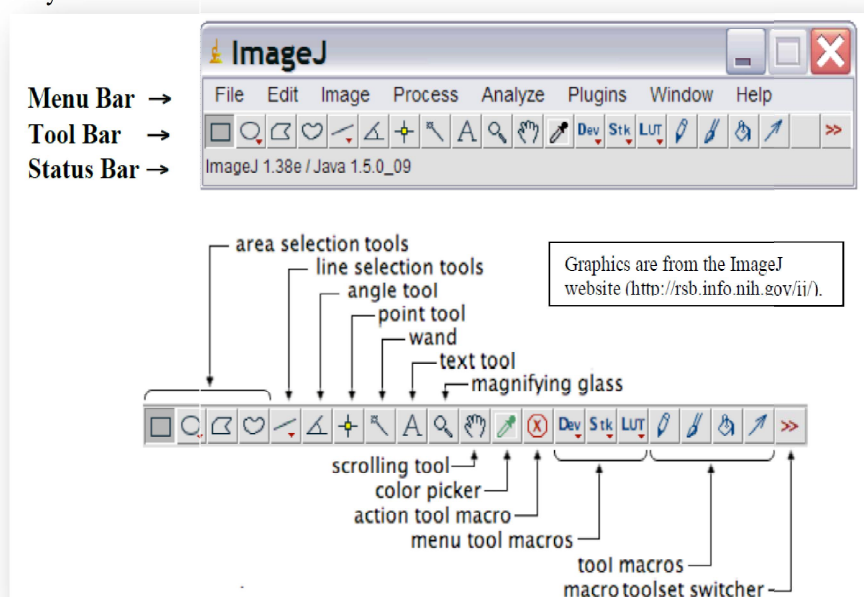 ImageJ
Menu Bar →
File Edit Image Process Analyze Plugins Window Help
Tool Bar →
A Dev Stk LUT >>
Status Bar →
ImageJ 1.38e / Java 1.5.0_09
area selection tools
line selection tools
angle tool
point tool
wand
text tool
magnifying glass
Graphics are from the ImageJ
website (http://rsb.info.nih.gov/ij/).
A X Dev Stk LUT >>
scrolling tool
color picker
action tool macro
menu tool macros
tool macros
macro toolset switcher